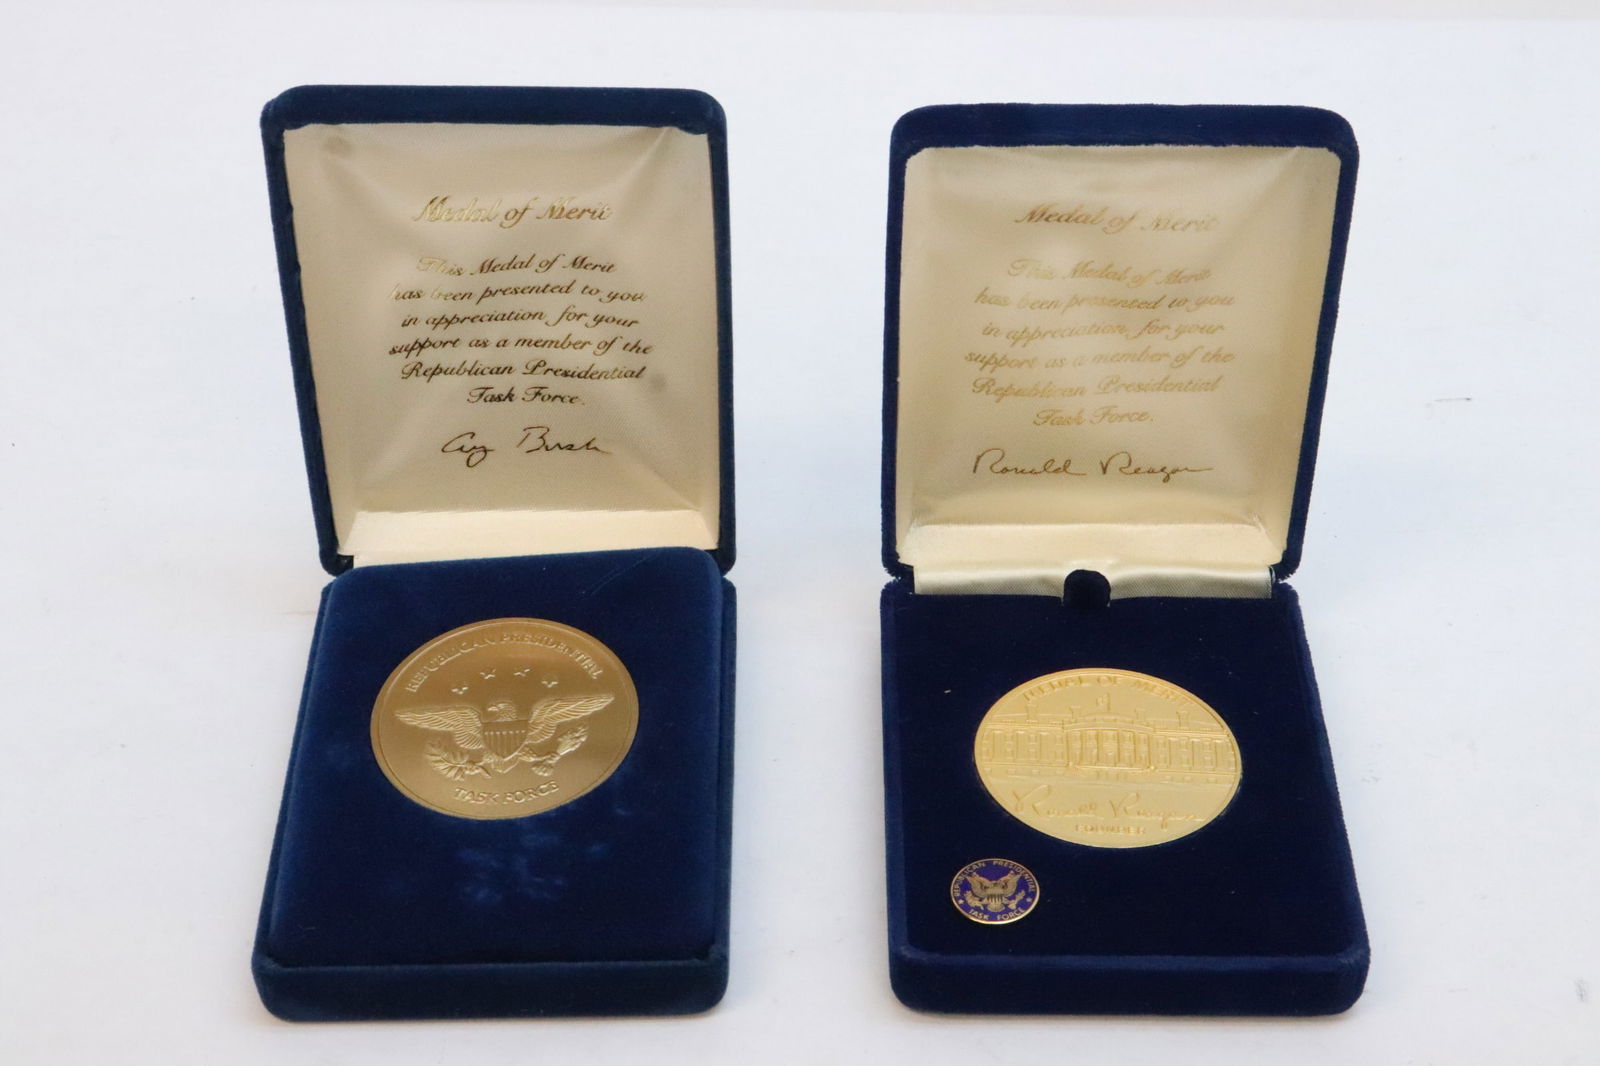 Medal of Merit
This Medal of Merit
has been presented to you
in appreciation for your
support as a member of the
Republican Presidential
Task Force.
G Bush
REPUBLICAN PRESIDENTIAL
TASK FORCE
Medal of Merit
This Medal of Merit
has been presented to you
in appreciation for your
support as a member of the
Republican Presidential
Task Force.
Ronald Reagan
MEDAL OF MERIT
Ronald Reagan
FOUNDER
REPUBLICAN PRESIDENTIAL
TASK FORCE